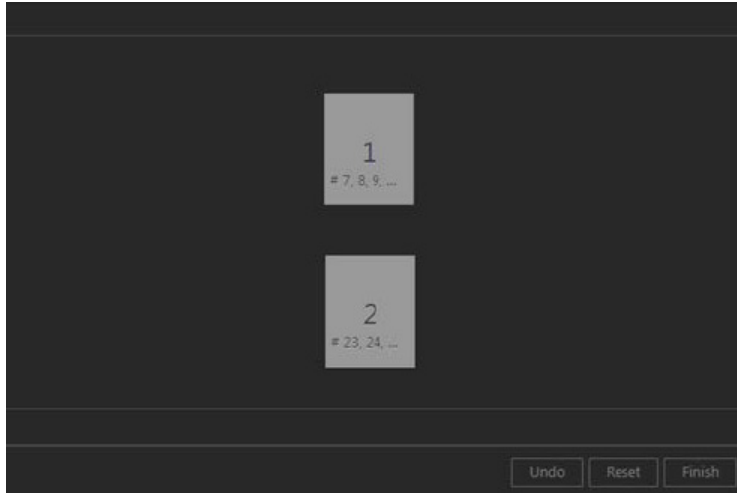 1
# 7, 8, 9, ...
2
# 23, 24, ...
Undo Reset Finish